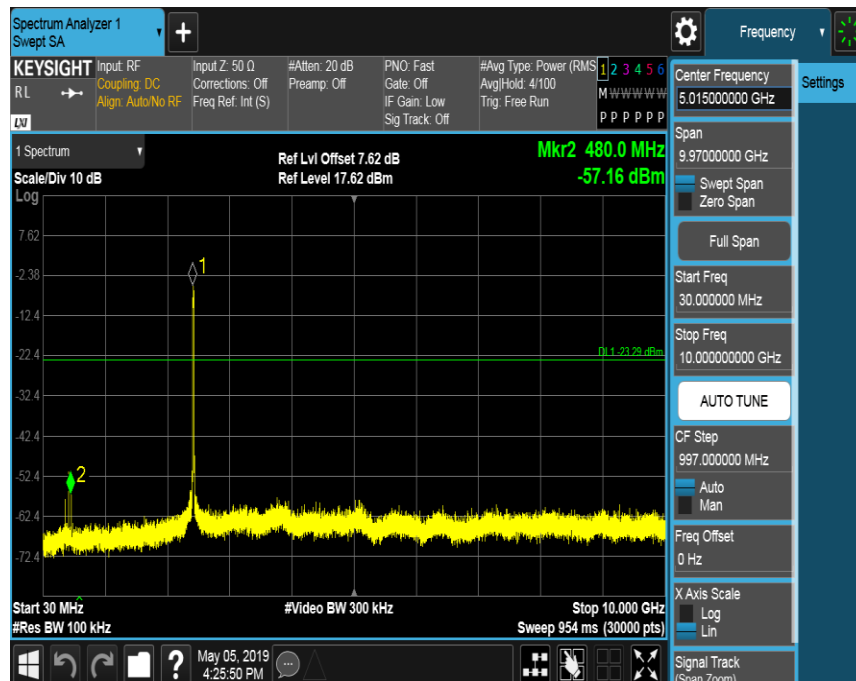 Spectrum Analyzer 1
Swept SA
+
Frequency
KEYSIGHT
RL
LXI
Input: RF
Coupling: DC
Align: Auto/No RF
Input Z: 50 Ω
Corrections: Off
Freq Ref: Int (S)
#Atten: 20 dB
Preamp: Off
PNO: Fast
Gate: Off
IF Gain: Low
Sig Track: Off
#Avg Type: Power (RMS
Avg|Hold: 4/100
Trig: Free Run
1 2 3 4 5 6
M W W W W W
P P P P P P
1 Spectrum
Scale/Div 10 dB
Ref Lvl Offset 7.62 dB
Ref Level 17.62 dBm
Mkr2 480.0 MHz
-57.16 dBm
Log
7.62
-2.38
-12.4
-22.4
-32.4
-42.4
-52.4
-62.4
-72.4
1
2
DL1 -23.29 dBm
Start 30 MHz
#Res BW 100 kHz
#Video BW 300 kHz
Stop 10.000 GHz
Sweep 954 ms (30000 pts)
?
May 05, 2019
4:25:50 PM
Settings
Center Frequency
5.015000000 GHz
Span
9.97000000 GHz
Swept Span
Zero Span
Full Span
Start Freq
30.000000 MHz
Stop Freq
10.000000000 GHz
AUTO TUNE
CF Step
997.000000 MHz
Auto
Man
Freq Offset
0 Hz
X Axis Scale
Log
Lin
Signal Track
(Span Zoom)